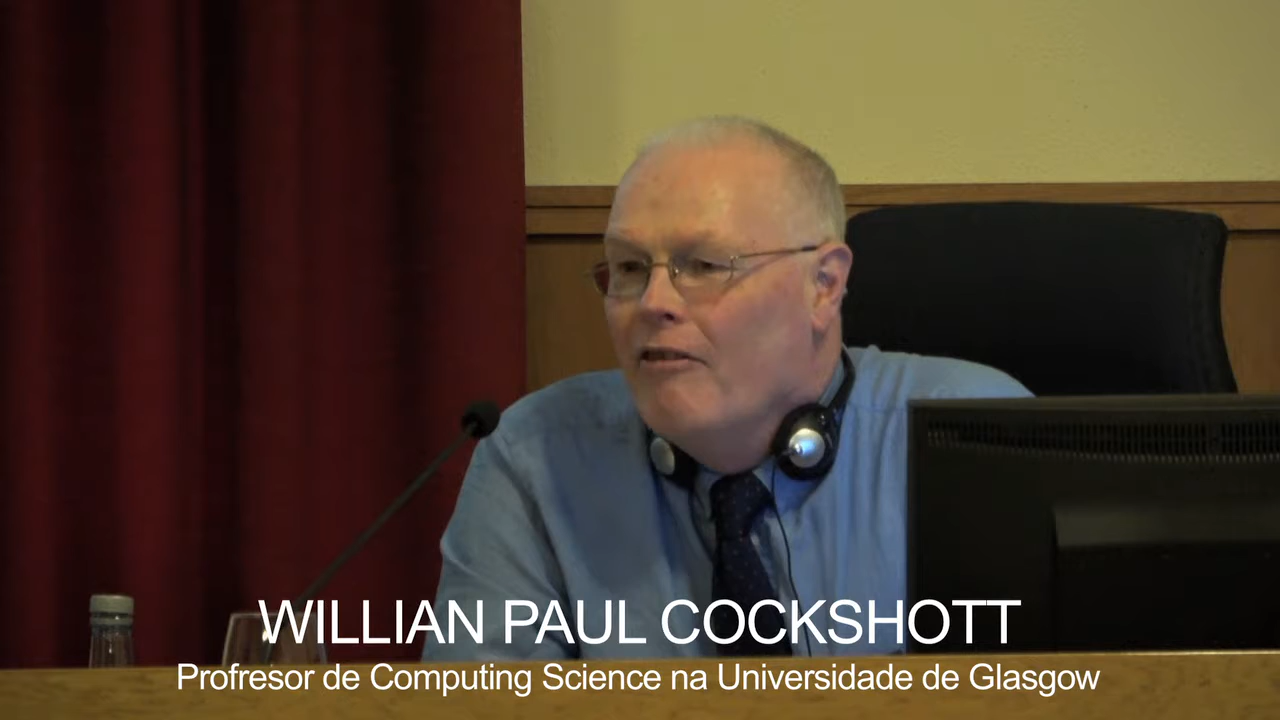 WILLIAN PAUL COCKSHOTT
Profresor de Computing Science na Universidade de Glasgow